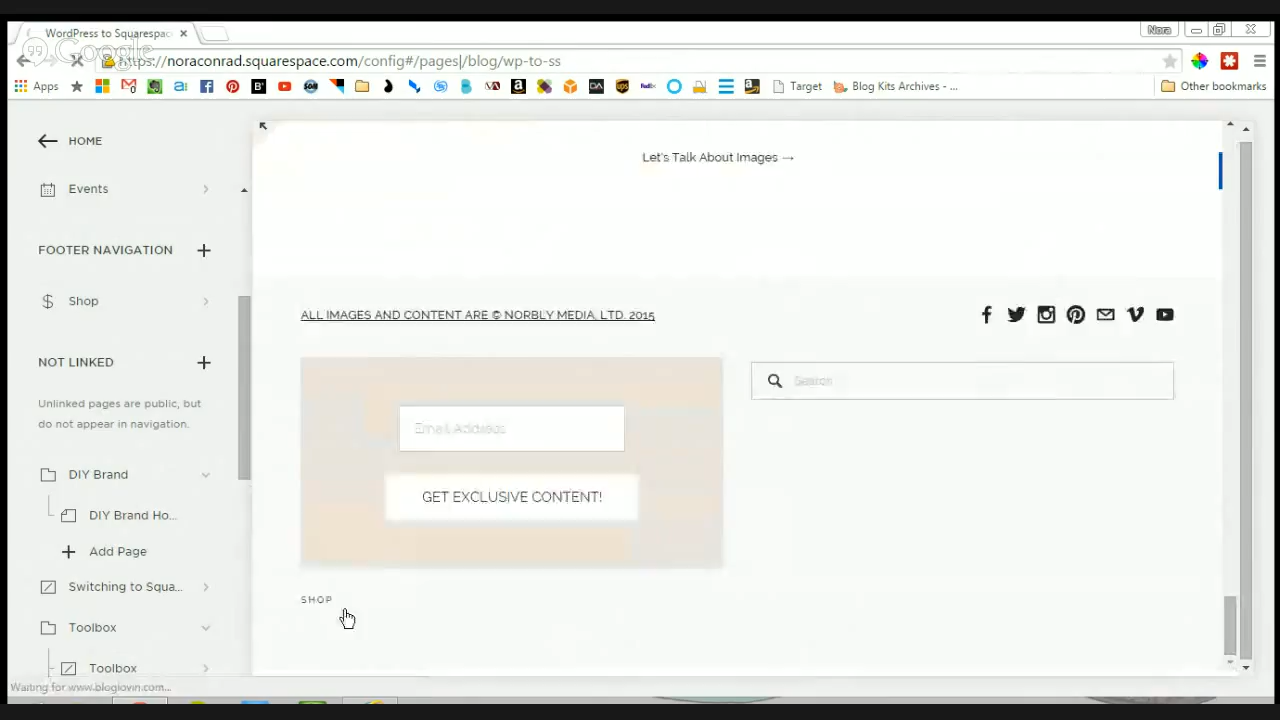 WordPress to Squarespac
Nora
Google
https://noraconrad.squarespace.com/config#/pages|/blog/wp
Apps
Target
Blog Kits Archives - ...
Other bookmarks
HOME
Events
FOOTER NAVIGATION
Shop
NOT LINKED
Unlinked pages are public, but
do not appear in navigation.
DIY Brand
DIY Brand Ho...
Add Page
Switching to Squa...
Toolbox
Toolbox
Let's Talk About Images →
ALL IMAGES AND CONTENT ARE © NORBLY MEDIA, LTD. 2015
Search
Email Address
GET EXCLUSIVE CONTENT!
SHOP
Waiting for www.bloglovin.com...